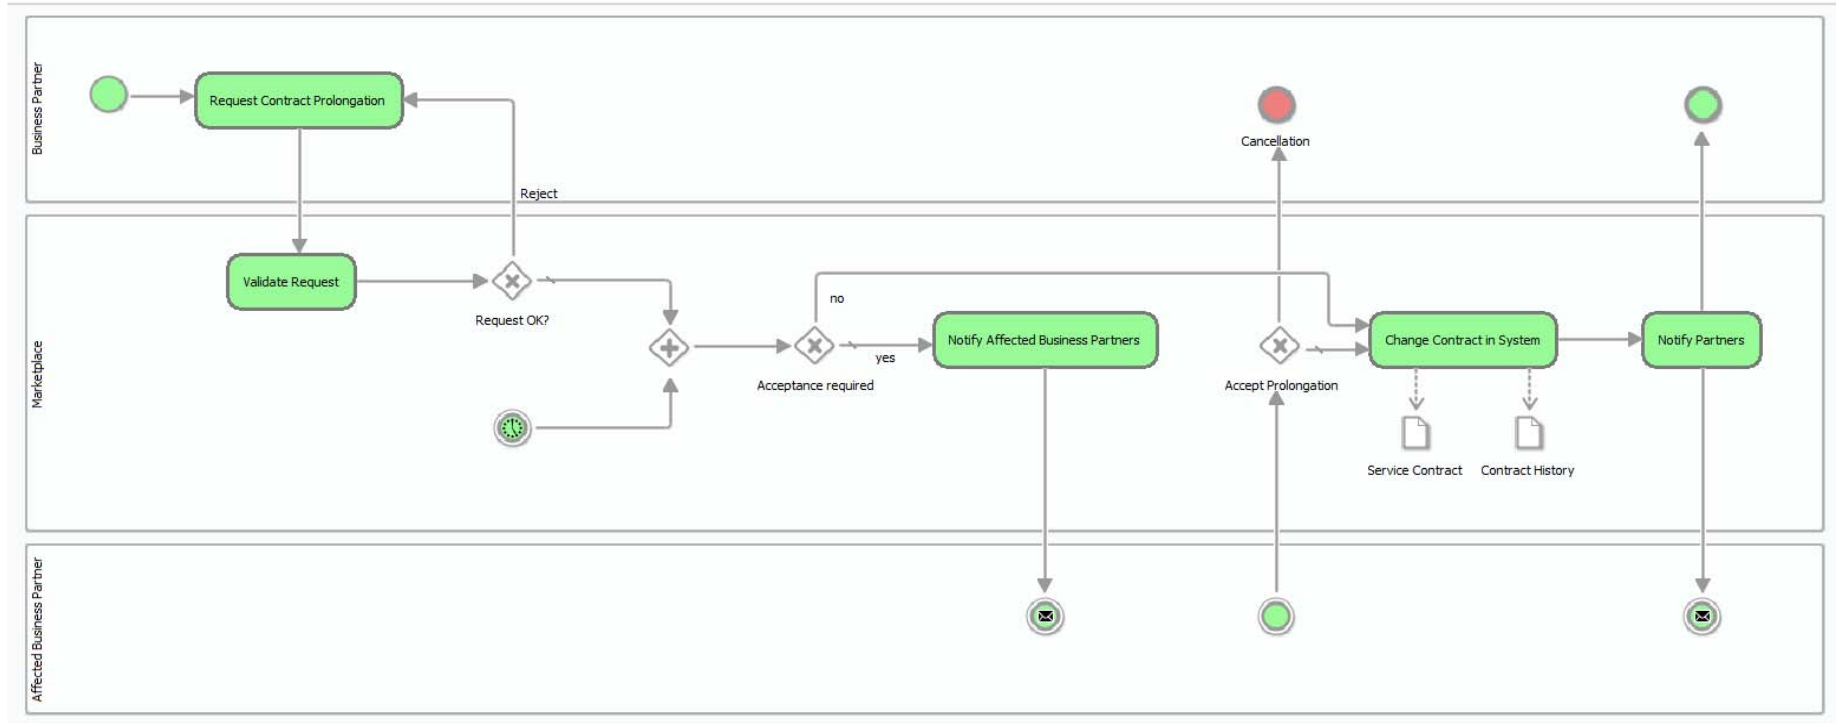 Business Partner
Request Contract Prolongation
Cancellation
Reject
Marketplace
Validate Request
Request OK?
no
yes
Acceptance required
Notify Affected Business Partners
Accept Prolongation
Change Contract in System
Notify Partners
Service Contract
Contract History
Affected Business Partner